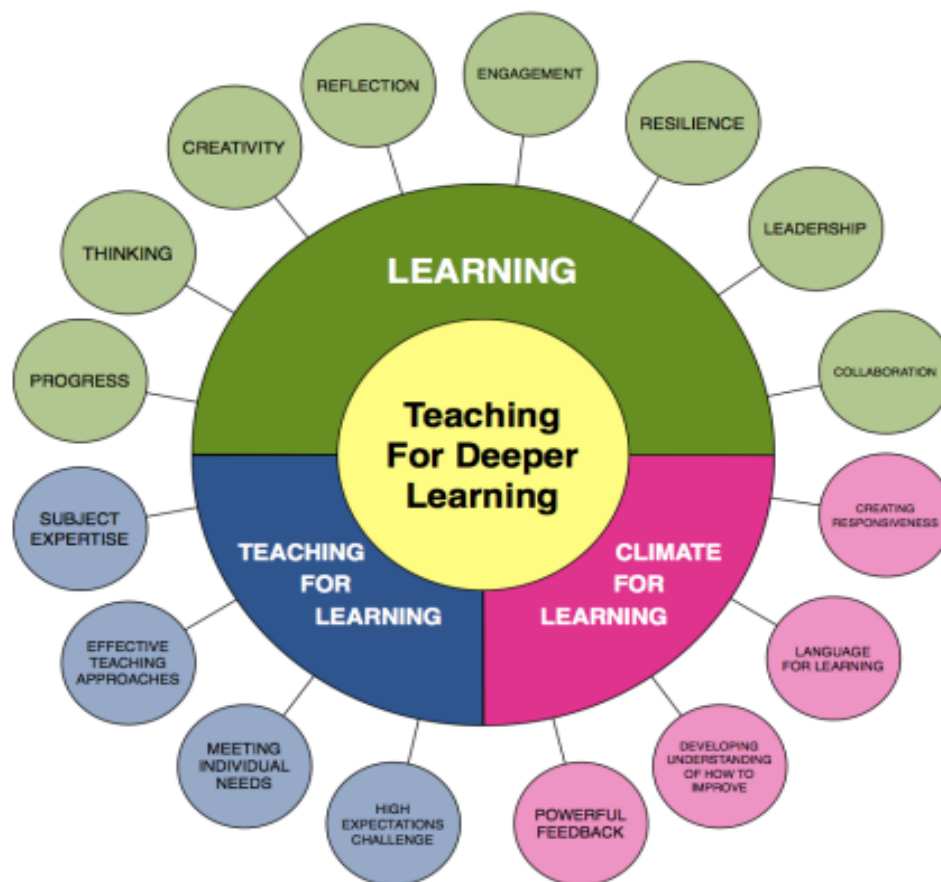 REFLECTION
ENGAGEMENT
RESILIENCE
CREATIVITY
LEADERSHIP
THINKING
COLLABORATION
PROGRESS
LEARNING
Teaching
For Deeper
Learning
SUBJECT
EXPERTISE
TEACHING
FOR
LEARNING
CLIMATE
FOR
LEARNING
CREATING
RESPONSIVENESS
EFFECTIVE
TEACHING
APPROACHES
LANGUAGE
FOR LEARNING
MEETING
INDIVIDUAL
NEEDS
DEVELOPING
UNDERSTANDING
OF HOW TO
IMPROVE
HIGH
EXPECTATIONS
CHALLENGE
POWERFUL
FEEDBACK